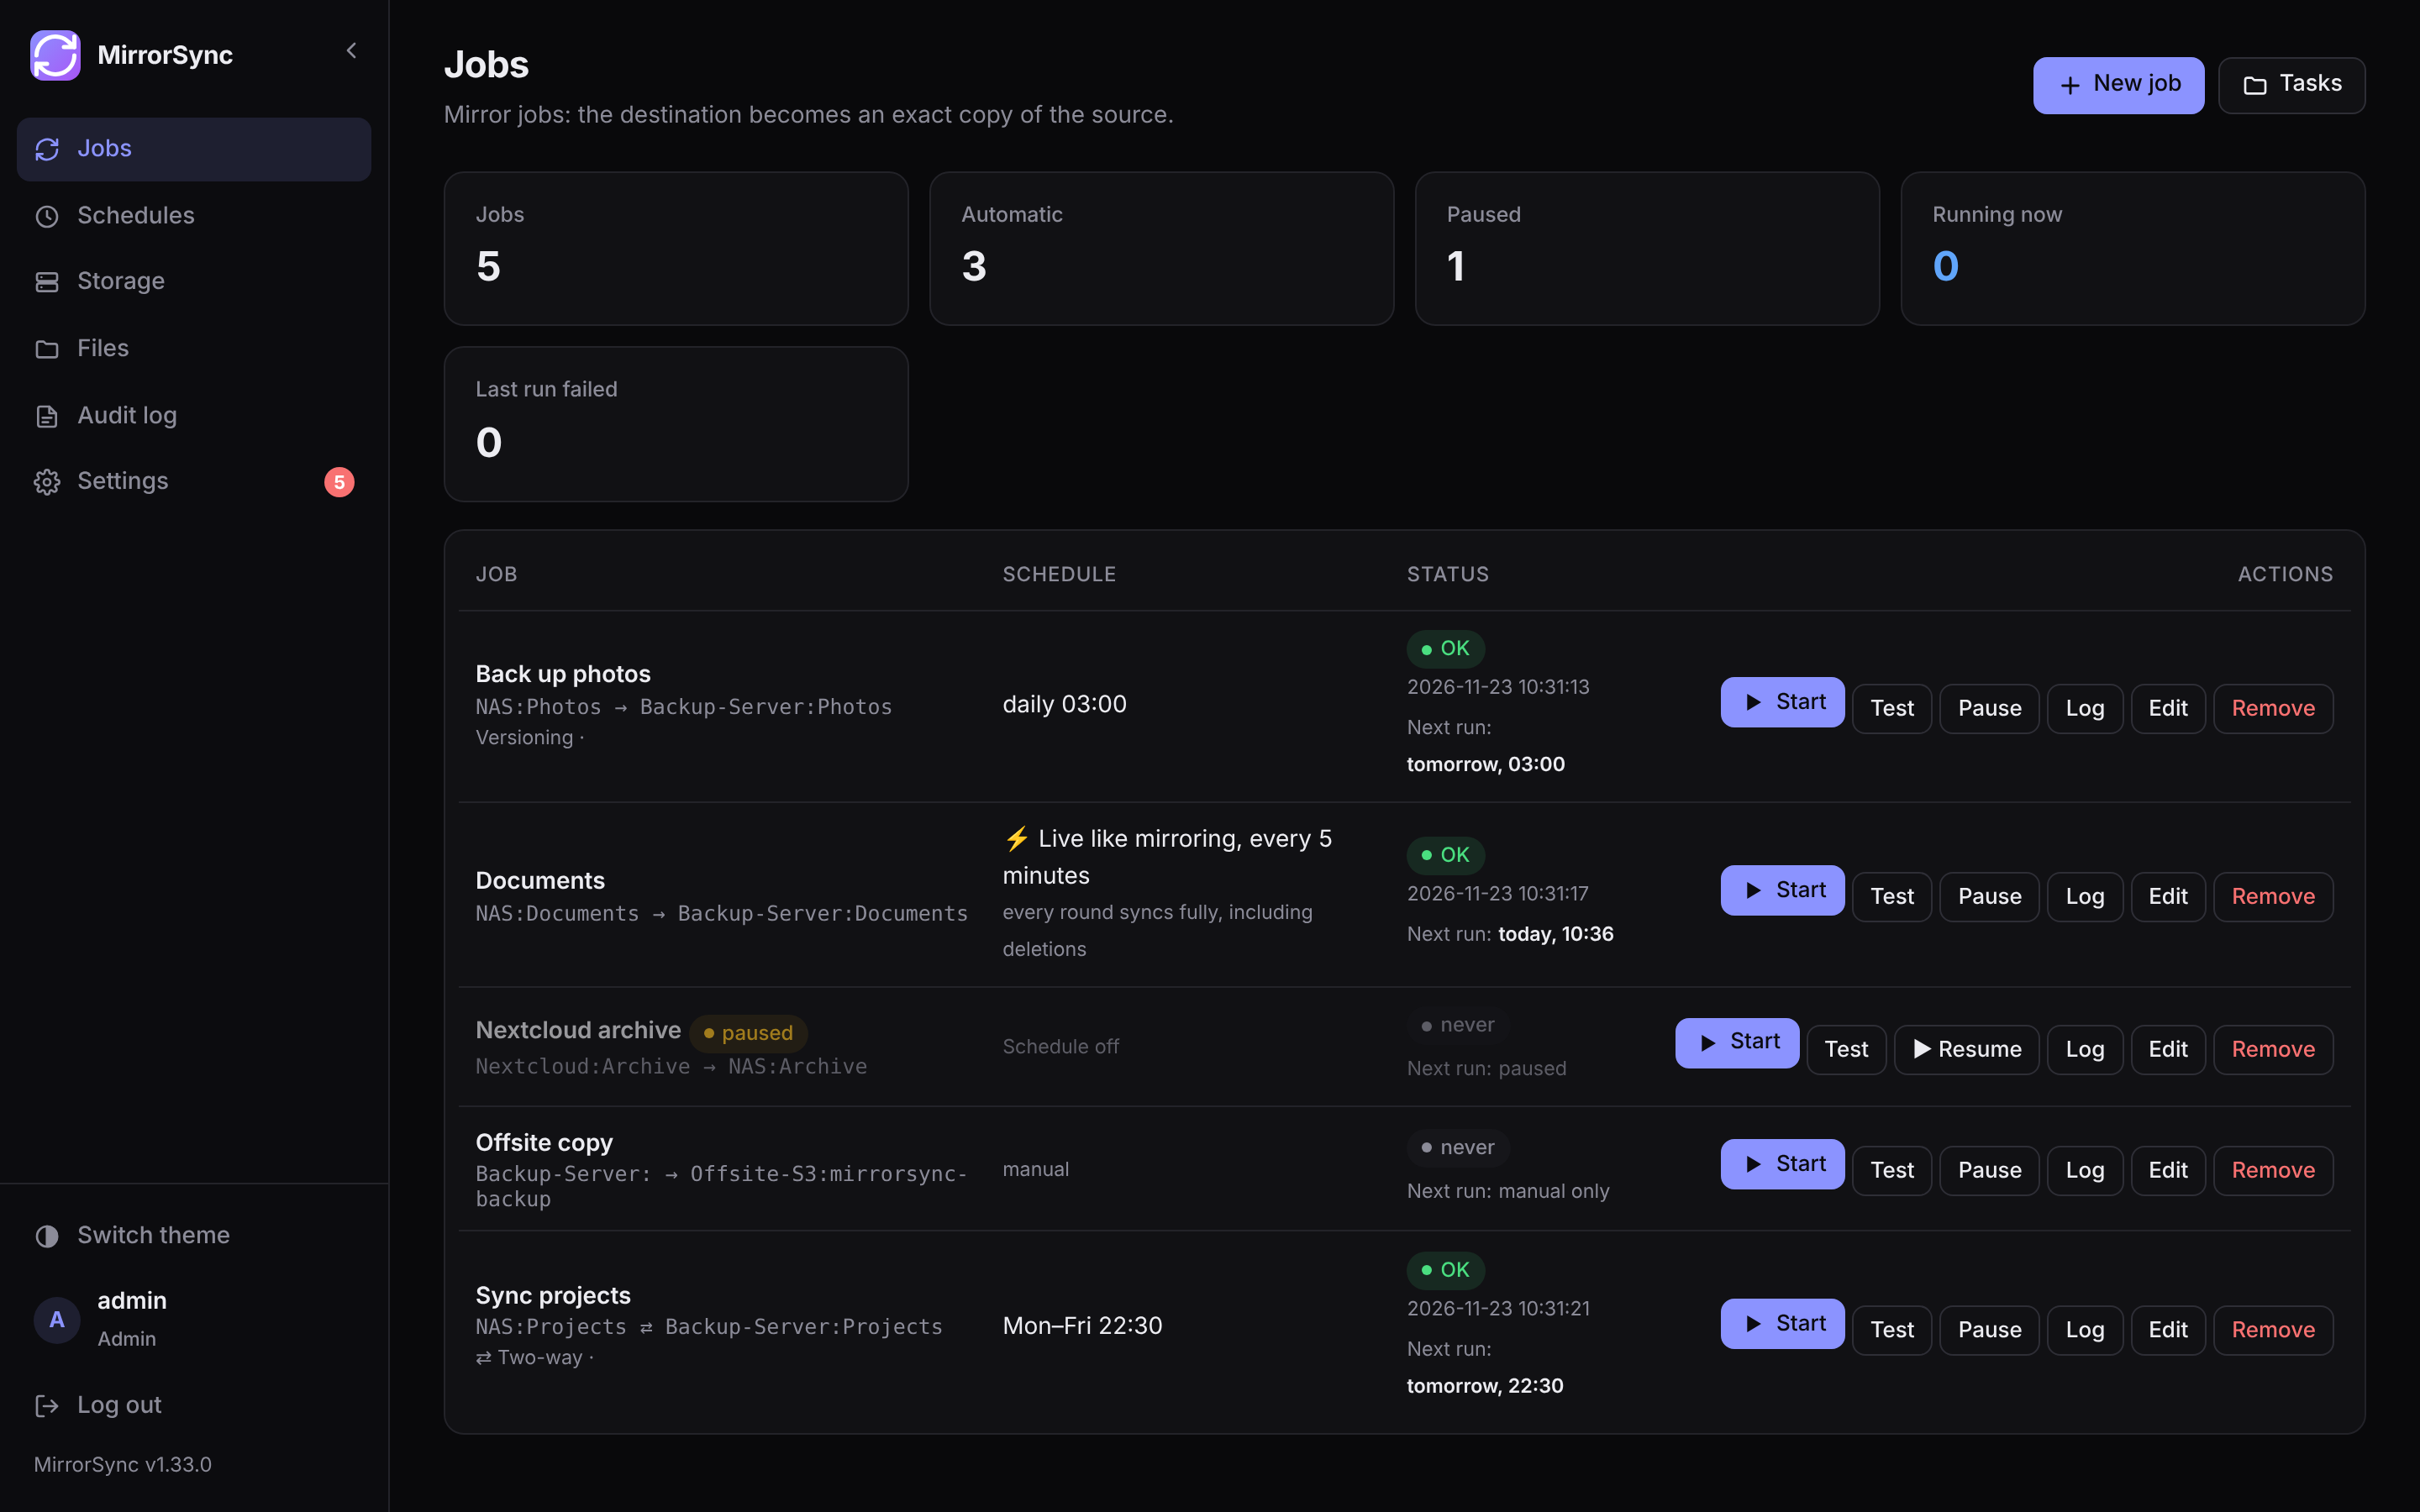 MirrorSync
Jobs
Schedules
Storage
Files
Audit log
Settings
5
Switch theme
A
admin
Admin
Log out
MirrorSync v1.33.0
Jobs
Mirror jobs: the destination becomes an exact copy of the source.
+ New job
Tasks
Jobs
5
Automatic
3
Paused
1
Running now
0
Last run failed
0
JOB SCHEDULE STATUS ACTIONS
Back up photos
NAS:Photos → Backup-Server:Photos
Versioning ·
daily 03:00
OK
2026-11-23 10:31:13
Next run:
tomorrow, 03:00
▶ Start Test Pause Log Edit Remove
Documents
NAS:Documents → Backup-Server:Documents
⚡ Live like mirroring, every 5
minutes
every round syncs fully, including
deletions
OK
2026-11-23 10:31:17
Next run: today, 10:36
▶ Start Test Pause Log Edit Remove
Nextcloud archive paused
Nextcloud:Archive → NAS:Archive
Schedule off
never
Next run: paused
▶ Start Test ▶ Resume Log Edit Remove
Offsite copy
Backup-Server: → Offsite-S3:mirrorsync-
backup
manual
never
Next run: manual only
▶ Start Test Pause Log Edit Remove
Sync projects
NAS:Projects ⇄ Backup-Server:Projects
⇄ Two-way ·
Mon–Fri 22:30
OK
2026-11-23 10:31:21
Next run:
tomorrow, 22:30
▶ Start Test Pause Log Edit Remove